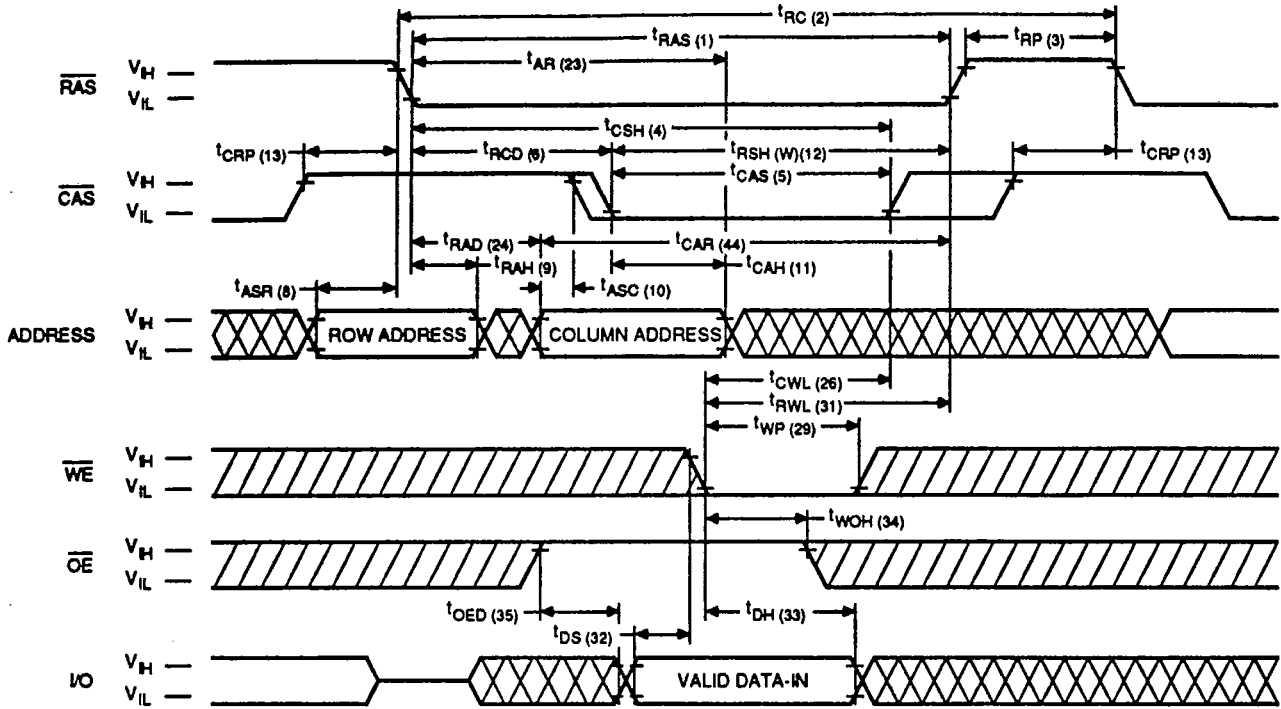 tRC (2)
tRAS (1)
tRP (3)
tAR (23)
RAS
VIH
VIL
tCSH (4)
tCRP (13)
tRCD (6)
tRSH (W)(12)
tCRP (13)
tCAS (5)
CAS
VIH
VIL
tRAD (24)
tCAR (44)
tRAH (9)
tCAH (11)
tASR (8)
tASC (10)
ADDRESS
VIH
VIL
ROW ADDRESS
COLUMN ADDRESS
tCWL (26)
tRWL (31)
tWP (29)
WE
VIH
VIL
tWOH (34)
OE
VIH
VIL
tOED (35)
tDH (33)
tDS (32)
I/O
VIH
VIL
VALID DATA-IN